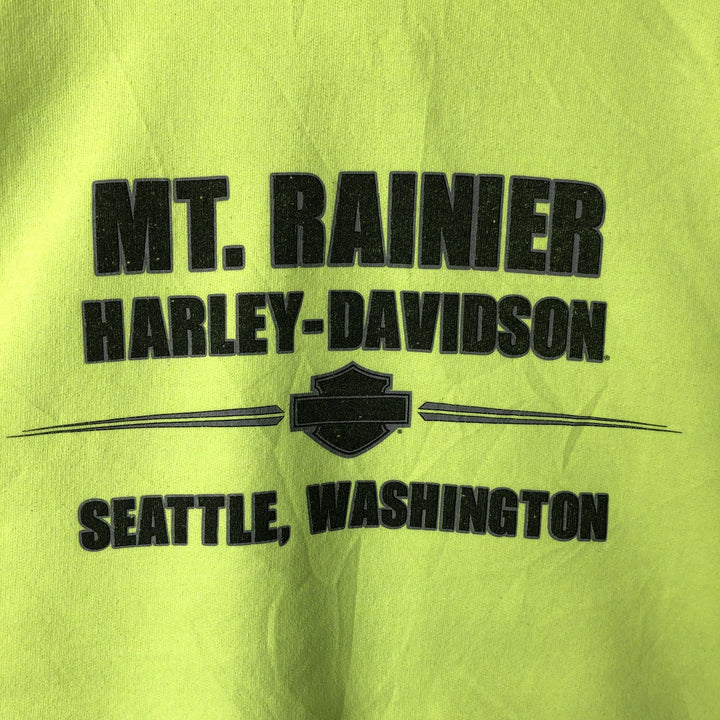 MT. RAINIER
HARLEY-DAVIDSON®
®
SEATTLE, WASHINGTON